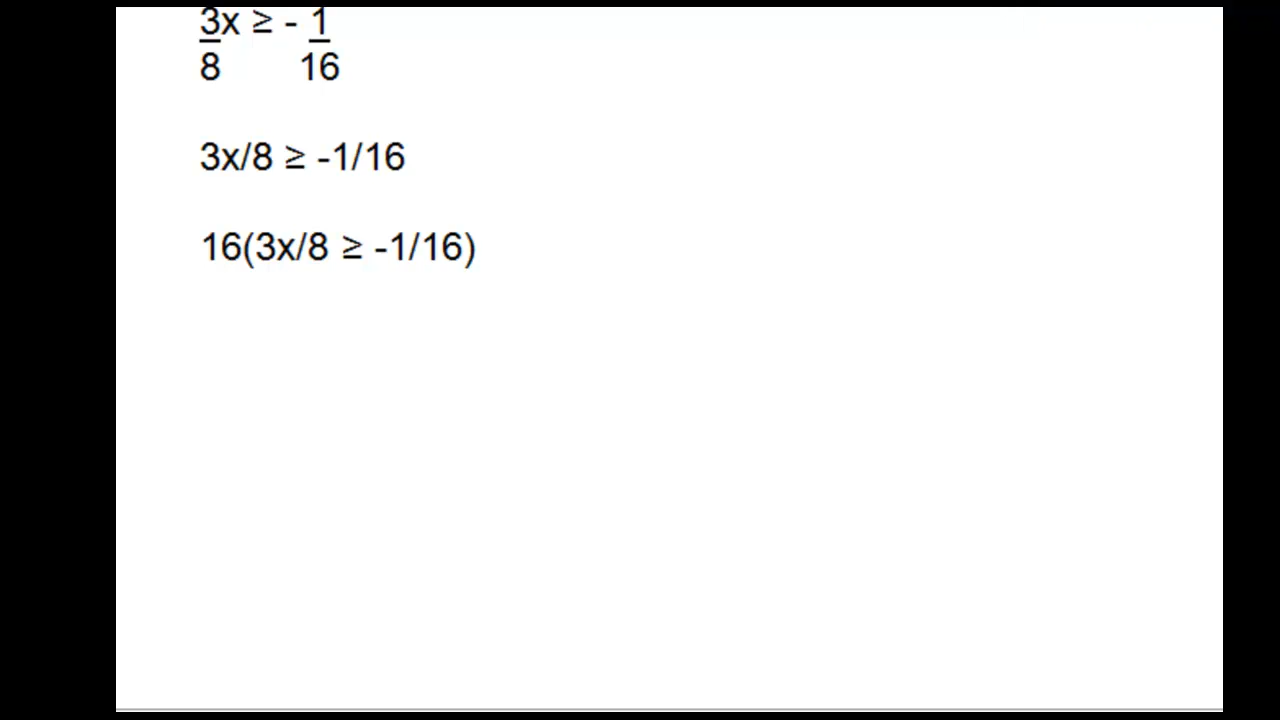 3x ≥ - 1
8 16
3x/8 ≥ -1/16
16(3x/8 ≥ -1/16)